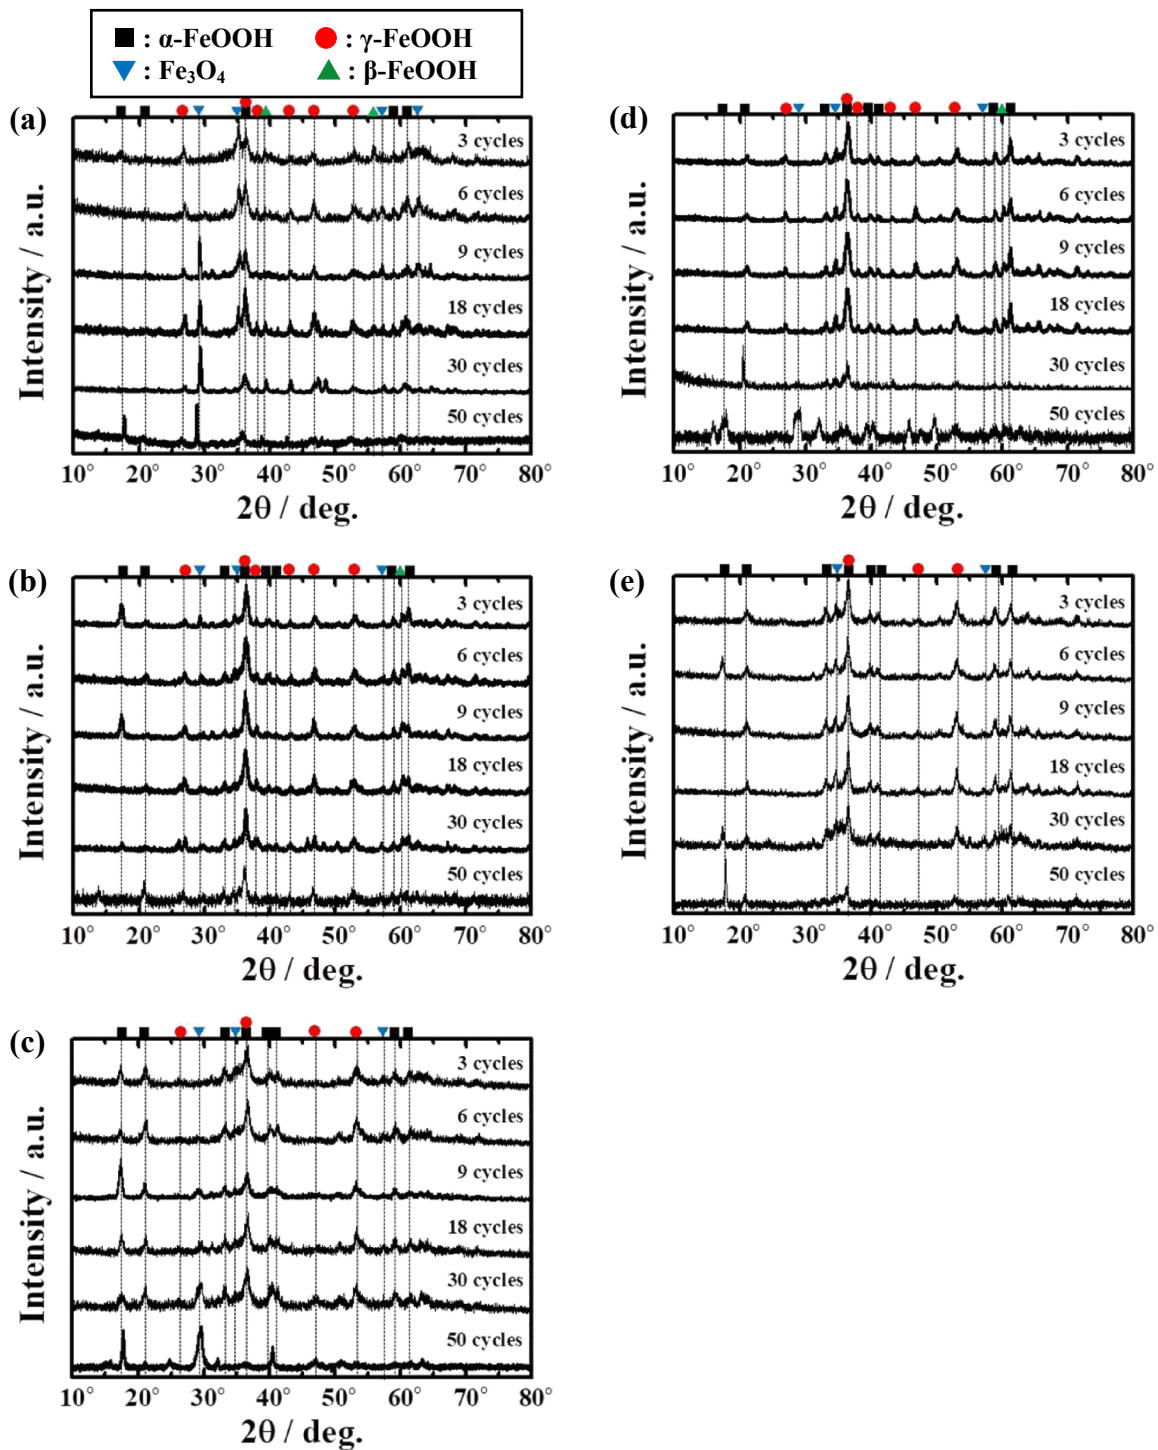 : α-FeOOH : γ-FeOOH
: Fe₃O₄ : β-FeOOH
(a)
3 cycles
6 cycles
9 cycles
18 cycles
30 cycles
50 cycles
Intensity / a.u.
10° 20° 30° 40° 50° 60° 70° 80°
2θ / deg.
(b)
3 cycles
6 cycles
9 cycles
18 cycles
30 cycles
50 cycles
Intensity / a.u.
10° 20° 30° 40° 50° 60° 70° 80°
2θ / deg.
(c)
3 cycles
6 cycles
9 cycles
18 cycles
30 cycles
50 cycles
Intensity / a.u.
10° 20° 30° 40° 50° 60° 70° 80°
2θ / deg.
(d)
3 cycles
6 cycles
9 cycles
18 cycles
30 cycles
50 cycles
Intensity / a.u.
10° 20° 30° 40° 50° 60° 70° 80°
2θ / deg.
(e)
3 cycles
6 cycles
9 cycles
18 cycles
30 cycles
50 cycles
Intensity / a.u.
10° 20° 30° 40° 50° 60° 70° 80°
2θ / deg.